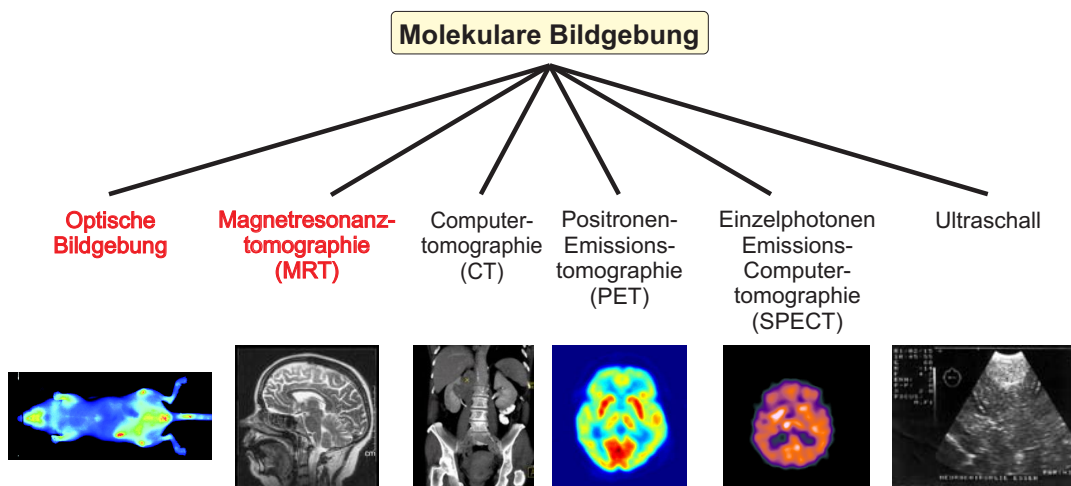 Molekulare Bildgebung
Optische
Bildgebung
Magnetresonanz-
tomographie
(MRT)
Computer-
tomographie
(CT)
Positronen-
Emissions-
tomographie
(PET)
Einzelphotonen
Emissions-
Computer-
tomographie
(SPECT)
Ultraschall
cm